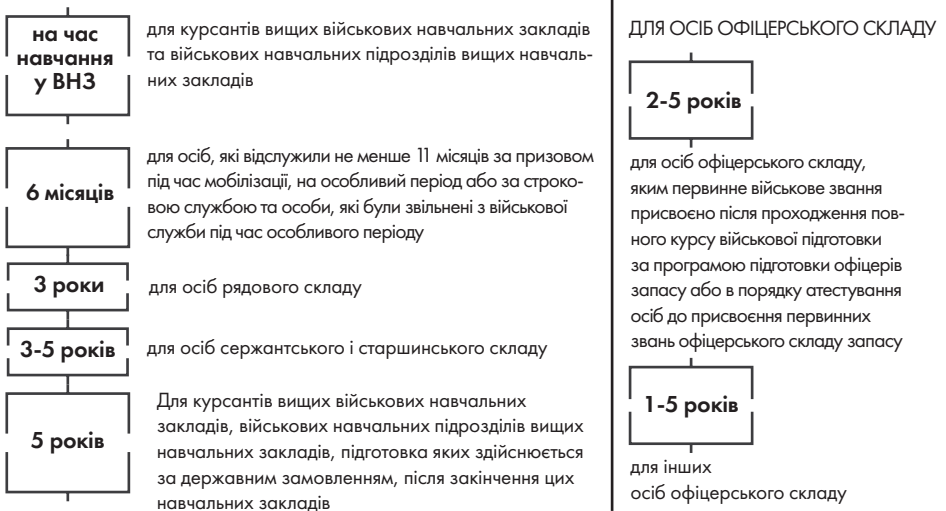 на час
навчання
у ВНЗ
для курсантів вищих військових навчальних закладів
та військових навчальних підрозділів вищих навчаль-
них закладів
6 місяців
для осіб, які відслужили не менше 11 місяців за призовом
під час мобілізації, на особливий період або за строко-
вою службою та особи, які були звільнені з військової
служби під час особливого періоду
3 роки
для осіб рядового складу
3-5 років
для осіб сержантського і старшинського складу
5 років
Для курсантів вищих військових навчальних
закладів, військових навчальних підрозділів вищих
навчальних закладів, підготовка яких здійснюється
за державним замовленням, після закінчення цих
навчальних закладів
ДЛЯ ОСІБ ОФІЦЕРСЬКОГО СКЛАДУ
2-5 років
для осіб офіцерського складу,
яким первинне військове звання
присвоєно після проходження пов-
ного курсу військової підготовки
за програмою підготовки офіцерів
запасу або в порядку атестування
осіб до присвоєння первинних
звань офіцерського складу запасу
1-5 років
для інших
осіб офіцерського складу